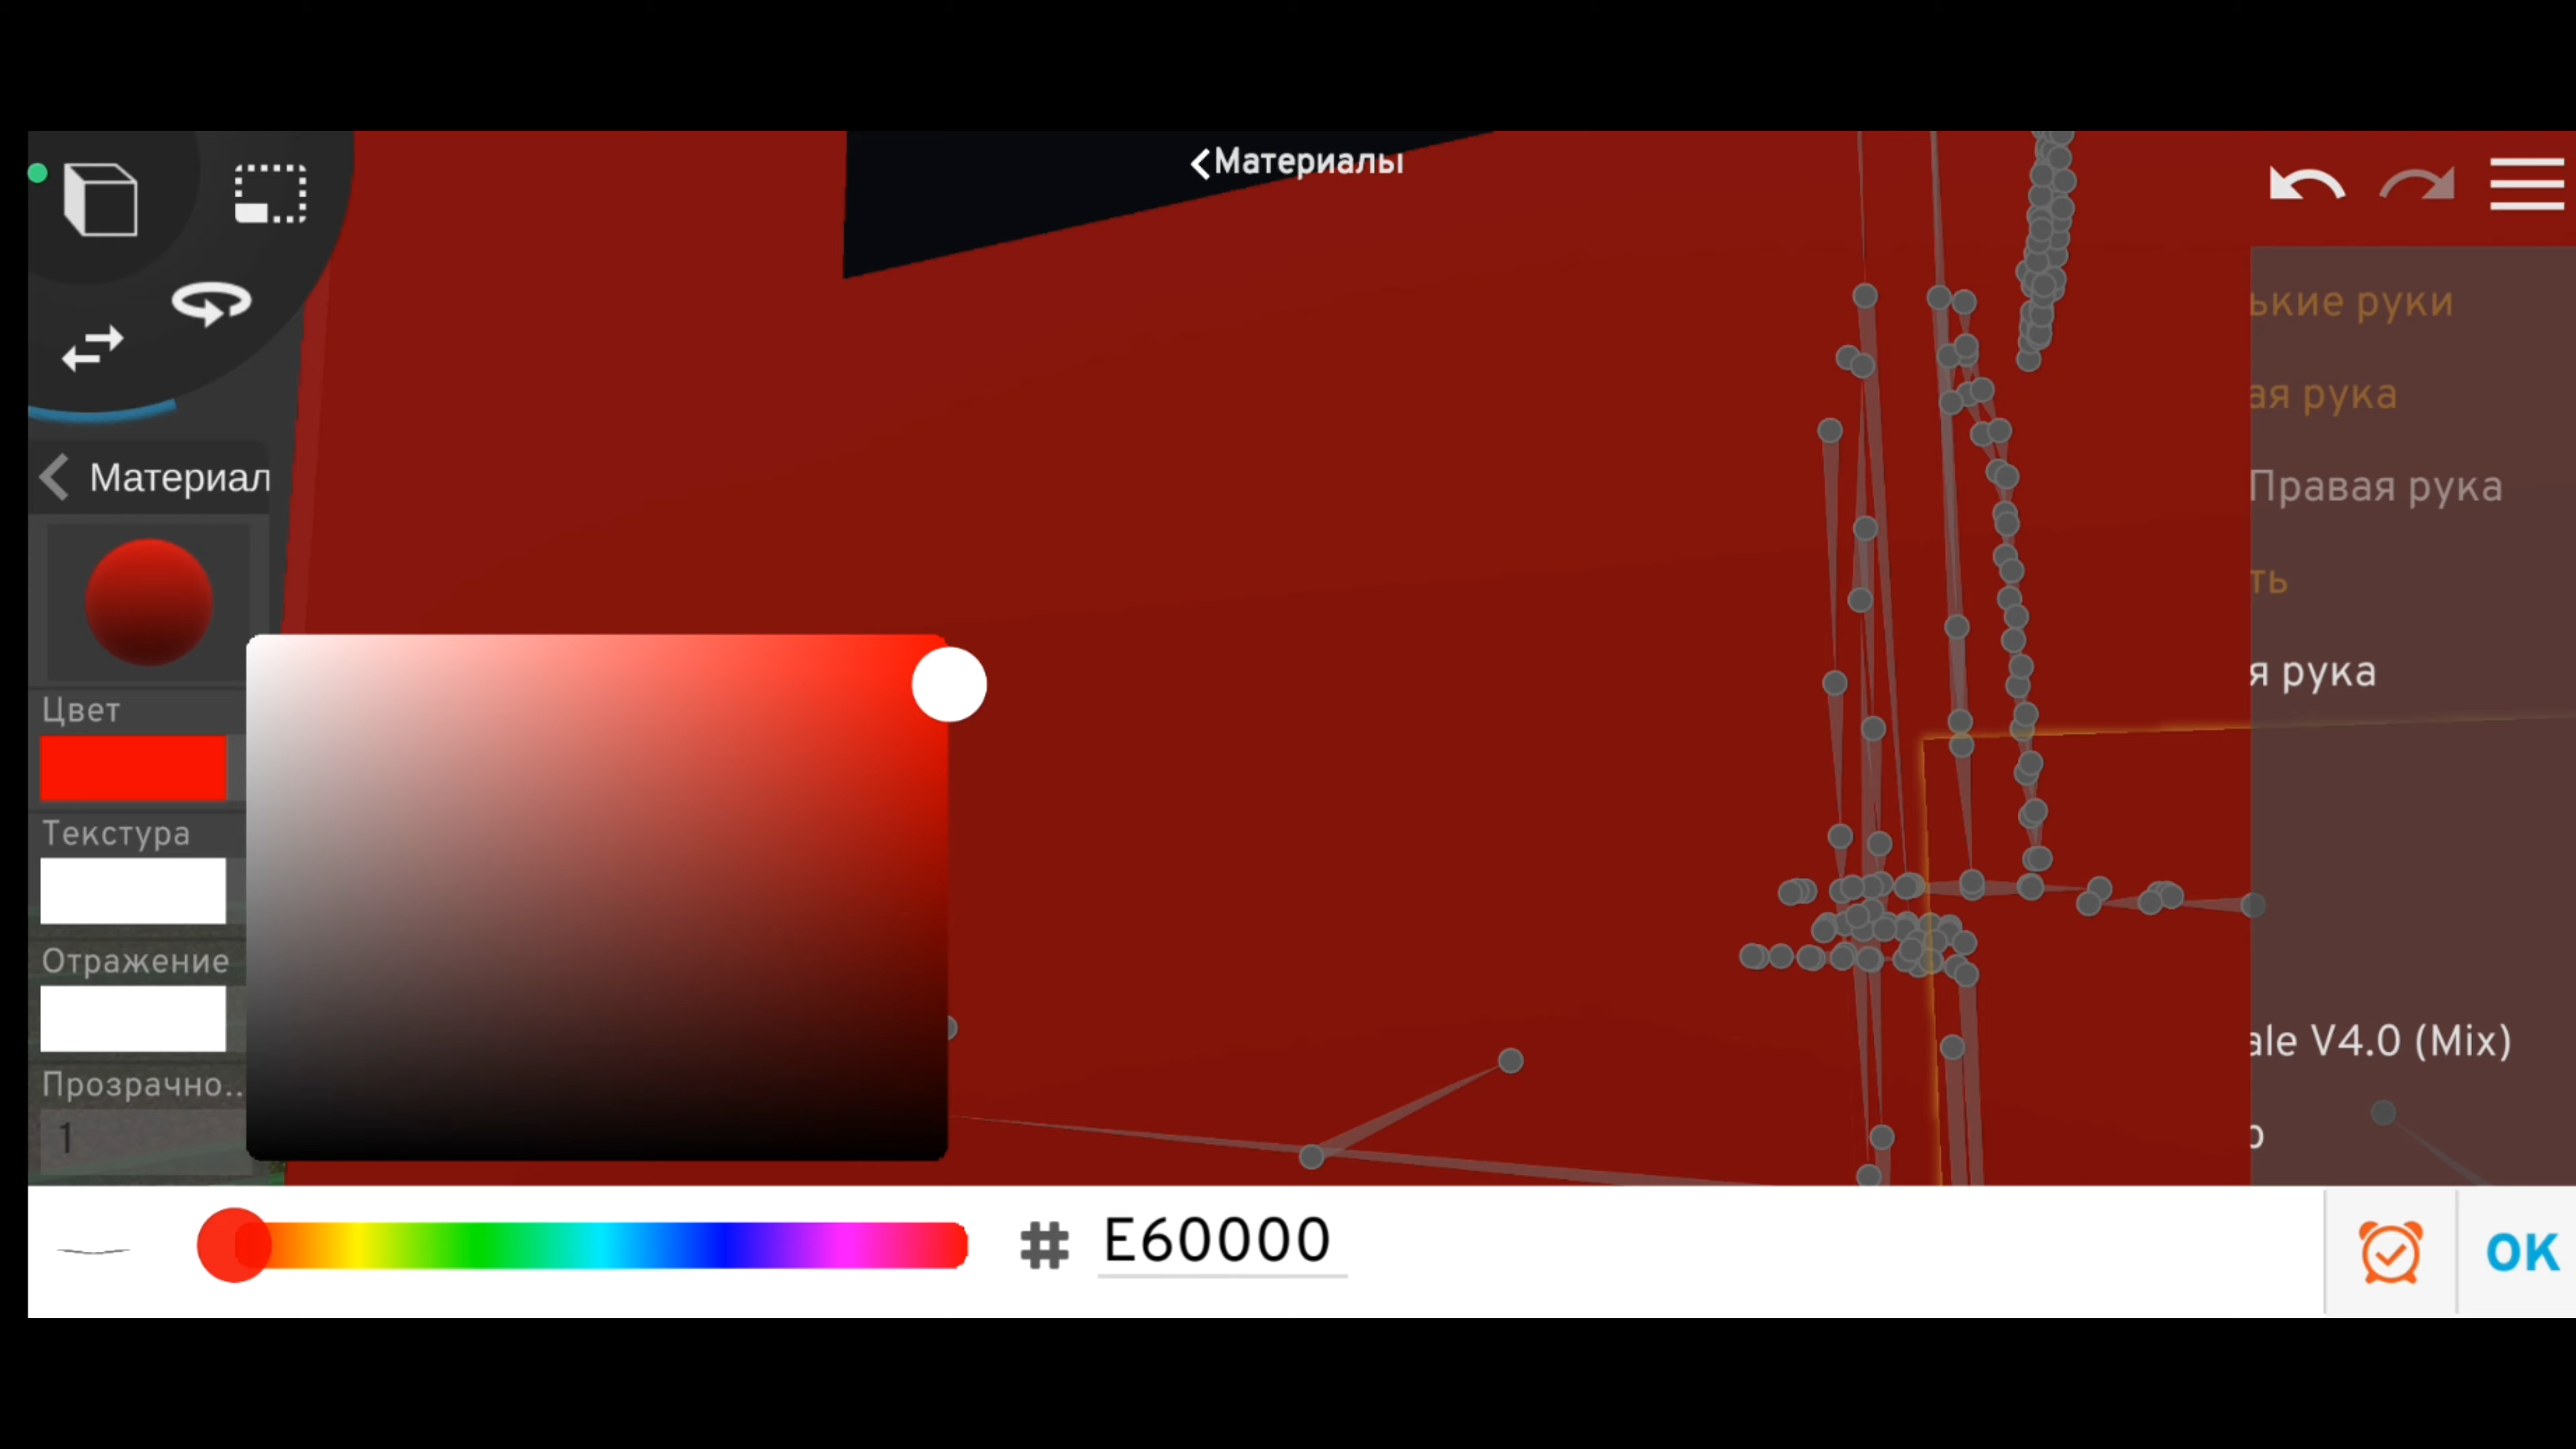 Материалы
Материал
Цвет
Текстура
Отражение
Прозрачно..
1
ькие руки
ая рука
Правая рука
ть
я рука
ale V4.0 (Mix)
# E60000
OK